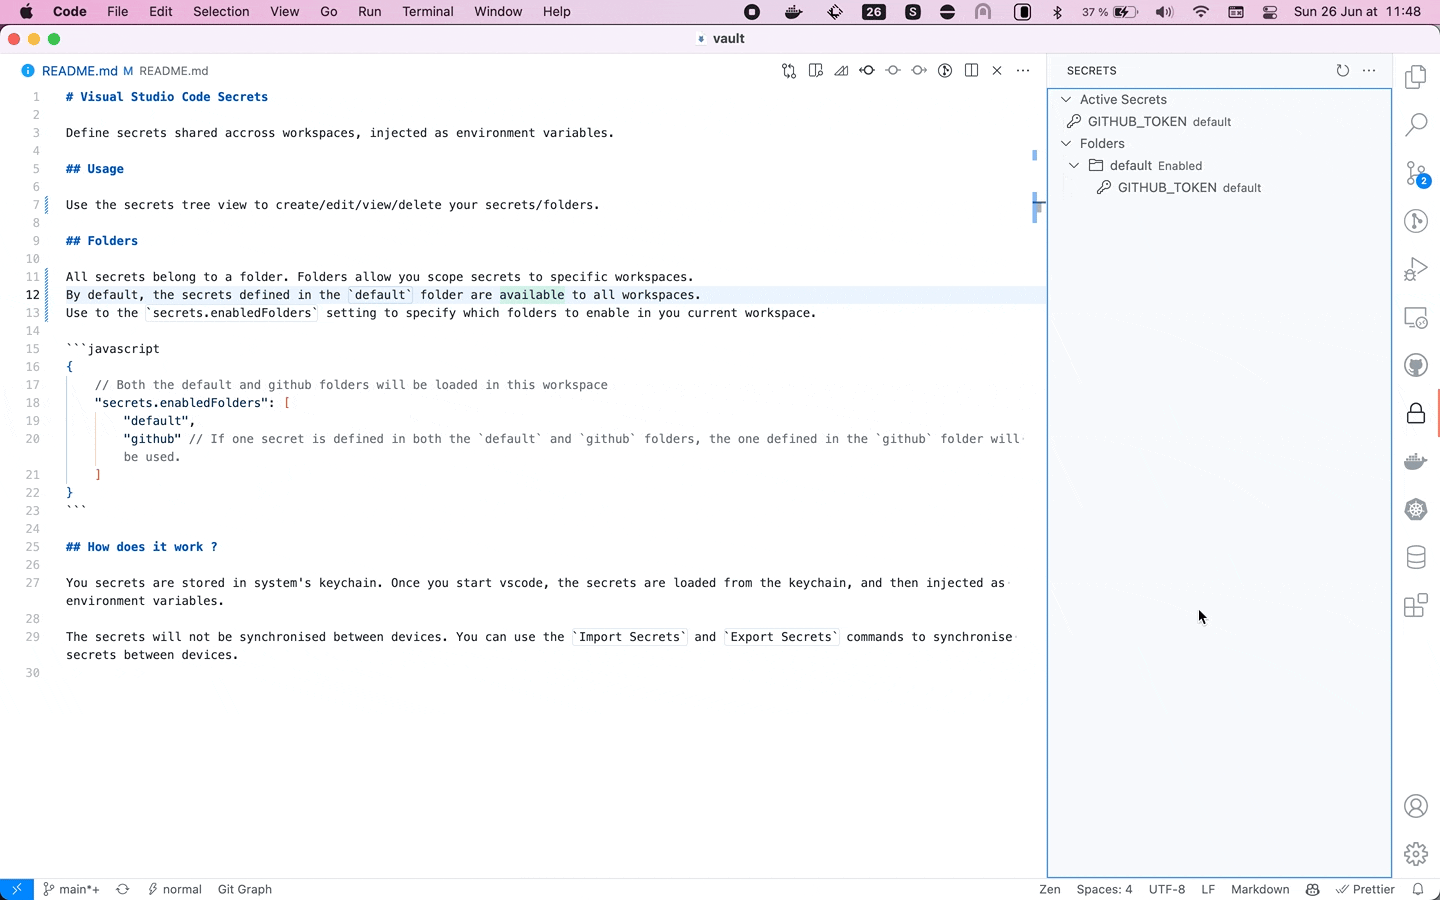 Code File Edit Selection View Go Run Terminal Window Help 26 S 37 % Sun 26 Jun at 11:48
vault
README.md M README.md
SECRETS
1 # Visual Studio Code Secrets
2
3 Define secrets shared accross workspaces, injected as environment variables.
4
5 ## Usage
6
7 Use the secrets tree view to create/edit/view/delete your secrets/folders.
8
9 ## Folders
10
11 All secrets belong to a folder. Folders allow you scope secrets to specific workspaces.
12 By default, the secrets defined in the `default` folder are available to all workspaces.
13 Use to the `secrets.enabledFolders` setting to specify which folders to enable in you current workspace.
14
15 ```javascript
16 {
17 // Both the default and github folders will be loaded in this workspace
18 "secrets.enabledFolders": [
19 "default",
20 "github" // If one secret is defined in both the `default` and `github` folders, the one defined in the `github` folder will
be used.
21 ]
22 }
23 ```
24
25 ## How does it work ?
26
27 You secrets are stored in system's keychain. Once you start vscode, the secrets are loaded from the keychain, and then injected as
environment variables.
28
29 The secrets will not be synchronised between devices. You can use the `Import Secrets` and `Export Secrets` commands to synchronise
secrets between devices.
30
Active Secrets
GITHUB_TOKEN default
Folders
default Enabled
GITHUB_TOKEN default
2
main*+ normal Git Graph Zen Spaces: 4 UTF-8 LF Markdown Prettier